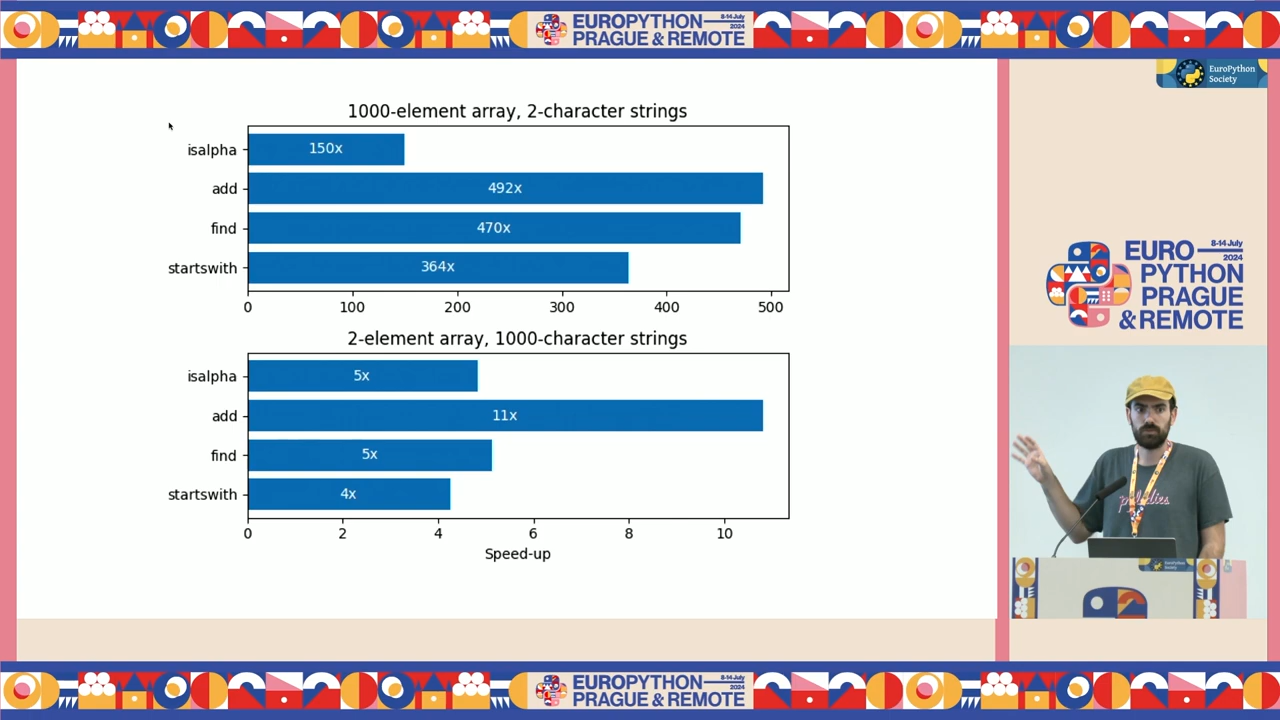 EUROPYTHON
8-14 July
2024
PRAGUE & REMOTE
EuroPython
Society
1000-element array, 2-character strings
isalpha
150x
add
492x
find
470x
startswith
364x
0 100 200 300 400 500
2-element array, 1000-character strings
isalpha
5x
add
11x
find
5x
startswith
4x
0 2 4 6 8 10
Speed-up
EURO
8-14 July
2024
PYTHON
PRAGUE
& REMOTE
EuroPython
Society
EUROPYTHON
8-14 July
2024
PRAGUE & REMOTE